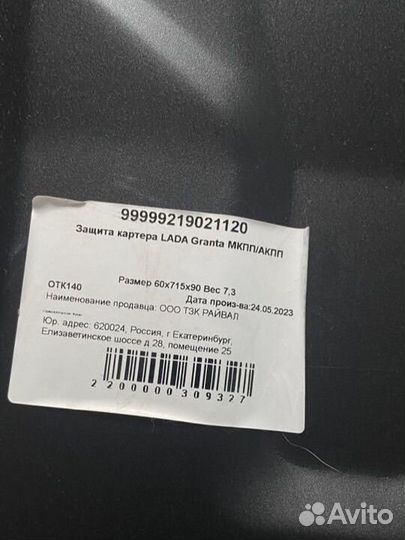 99999219021120
Защита картера LADA Granta МКПП/АКПП
Размер 60х715х90 Вес 7,3
ОТК140
Дата произ-ва:24.05.2023
Наименование продавца: ООО ТЗК РАЙВАЛ
Юр. адрес: 620024, Россия, г Екатеринбург,
Елизаветинское шоссе д 28, помещение 25
2200000309327
Avito